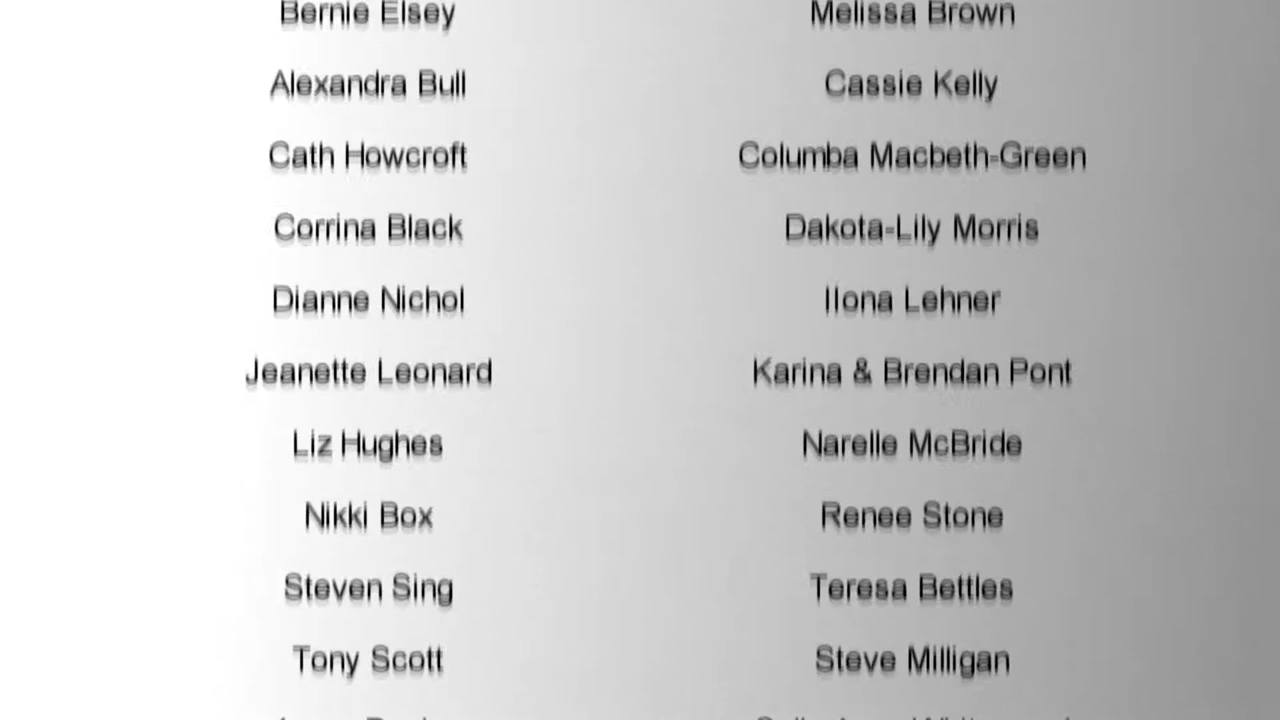 Bernie Elsey Melissa Brown
Alexandra Bull Cassie Kelly
Cath Howcroft Columba Macbeth-Green
Corrina Black Dakota-Lily Morris
Dianne Nichol Ilona Lehner
Jeanette Leonard Karina & Brendan Pont
Liz Hughes Narelle McBride
Nikki Box Renee Stone
Steven Sing Teresa Bettles
Tony Scott Steve Milligan